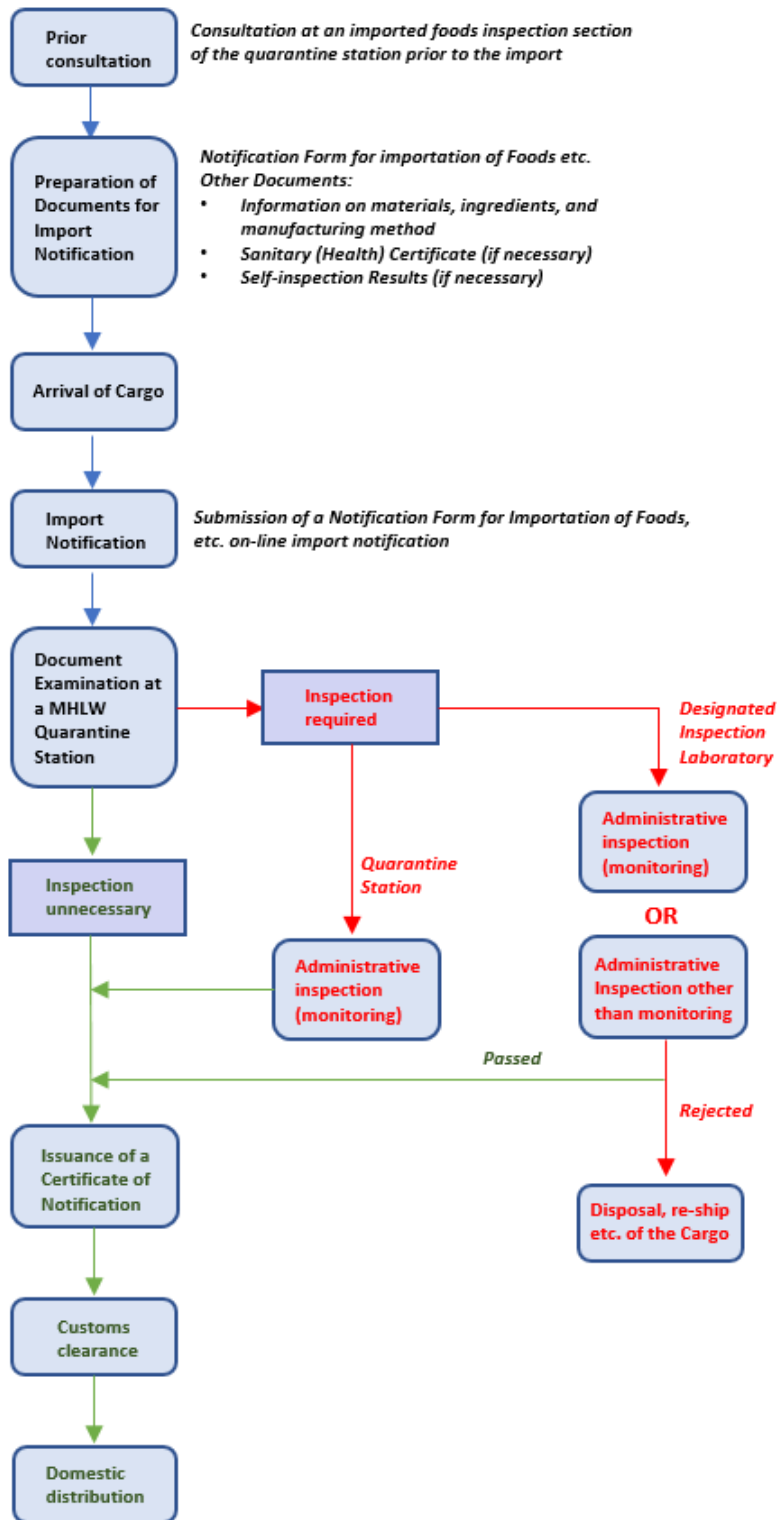 Prior
consultation
Consultation at an imported foods inspection section
of the quarantine station prior to the import
Preparation of
Documents for
Import
Notification
Notification Form for importation of Foods etc.
Other Documents:
• Information on materials, ingredients, and
manufacturing method
• Sanitary (Health) Certificate (if necessary)
• Self-inspection Results (if necessary)
Arrival of Cargo
Import
Notification
Submission of a Notification Form for Importation of Foods,
etc. on-line import notification
Document
Examination at
a MHLW
Quarantine
Station
Inspection
required
Designated
Inspection
Laboratory
Administrative
inspection
(monitoring)
Quarantine
Station
Inspection
unnecessary
OR
Administrative
inspection
(monitoring)
Administrative
Inspection other
than monitoring
Passed
Rejected
Issuance of a
Certificate of
Notification
Disposal, re-ship
etc. of the Cargo
Customs
clearance
Domestic
distribution